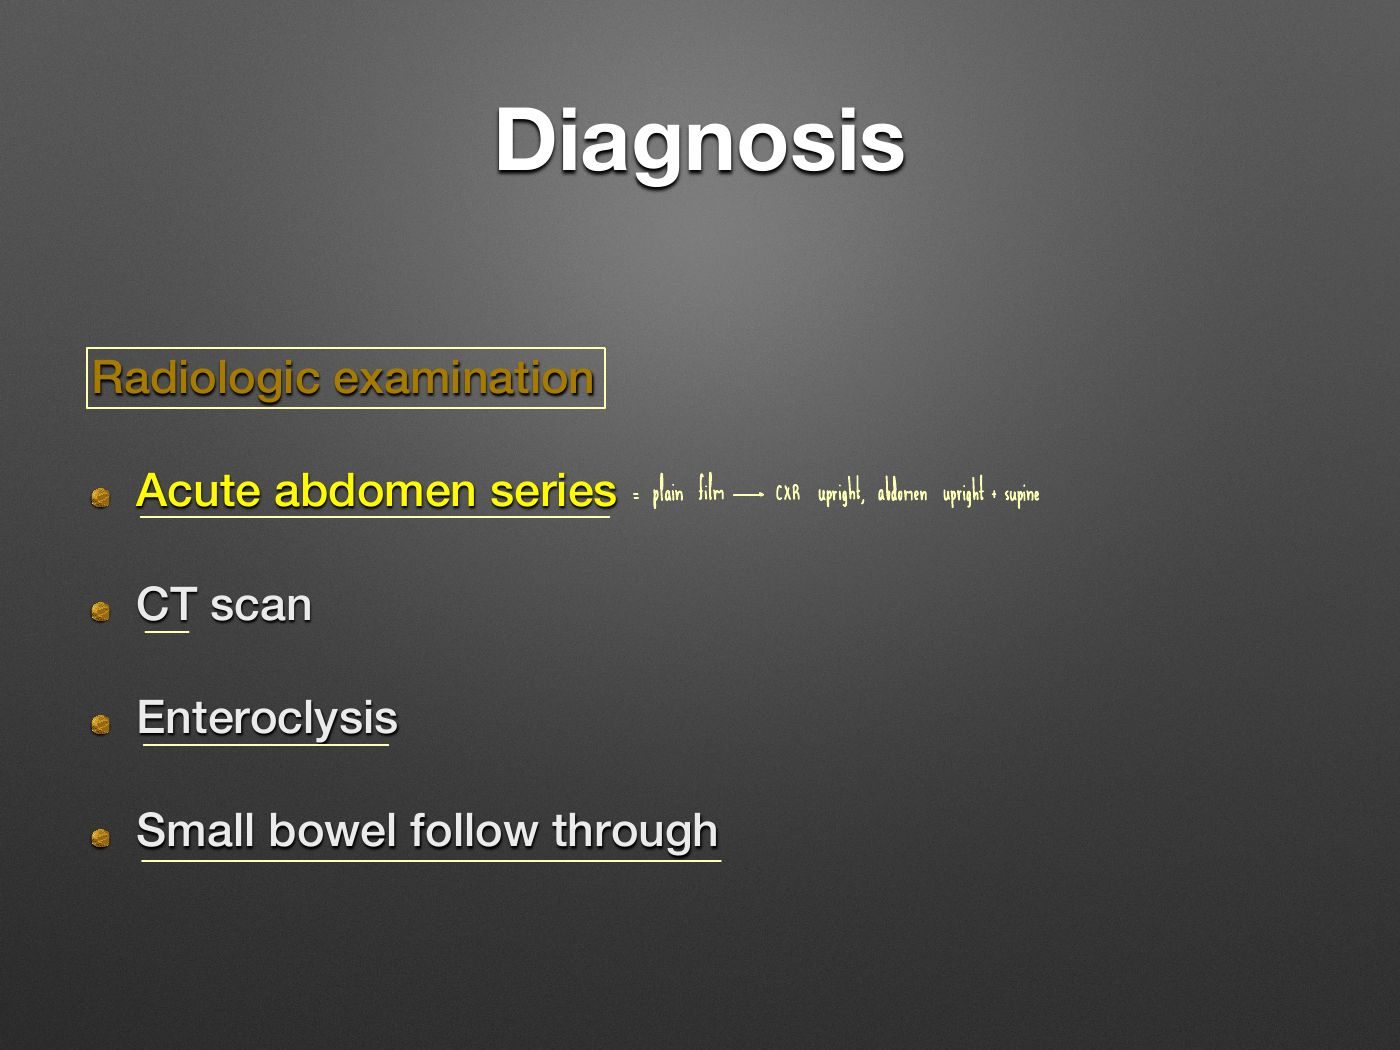 Diagnosis
Radiologic examination
Acute abdomen series = plain film → CXR upright, abdomen upright + supine
CT scan
Enteroclysis
Small bowel follow through